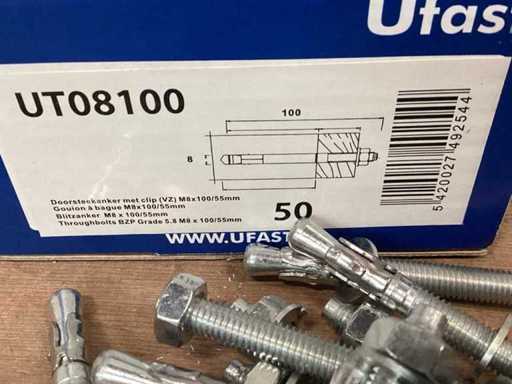 Ufast
UT08100
100
8
Doorsteekanker met clip (VZ) M8x100/55mm
Goujon à bague M8x100/55mm
Blitzanker M8 x 100/55mm
Throughbolts BZP Grade 5.8 M8 x 100/55mm
50
5 420027 492544
WWW.UFAST